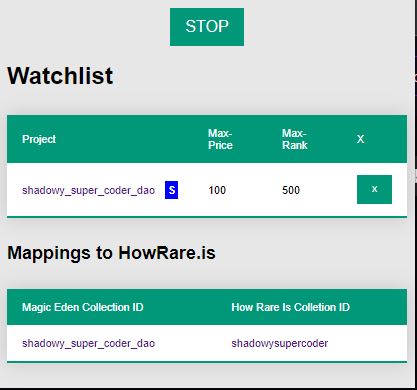 STOP
Watchlist
Project Max-Price Max-Rank X
shadowy_super_coder_dao S 100 500 x
Mappings to HowRare.is
Magic Eden Collection ID How Rare Is Colletion ID
shadowy_super_coder_dao shadowysupercoder